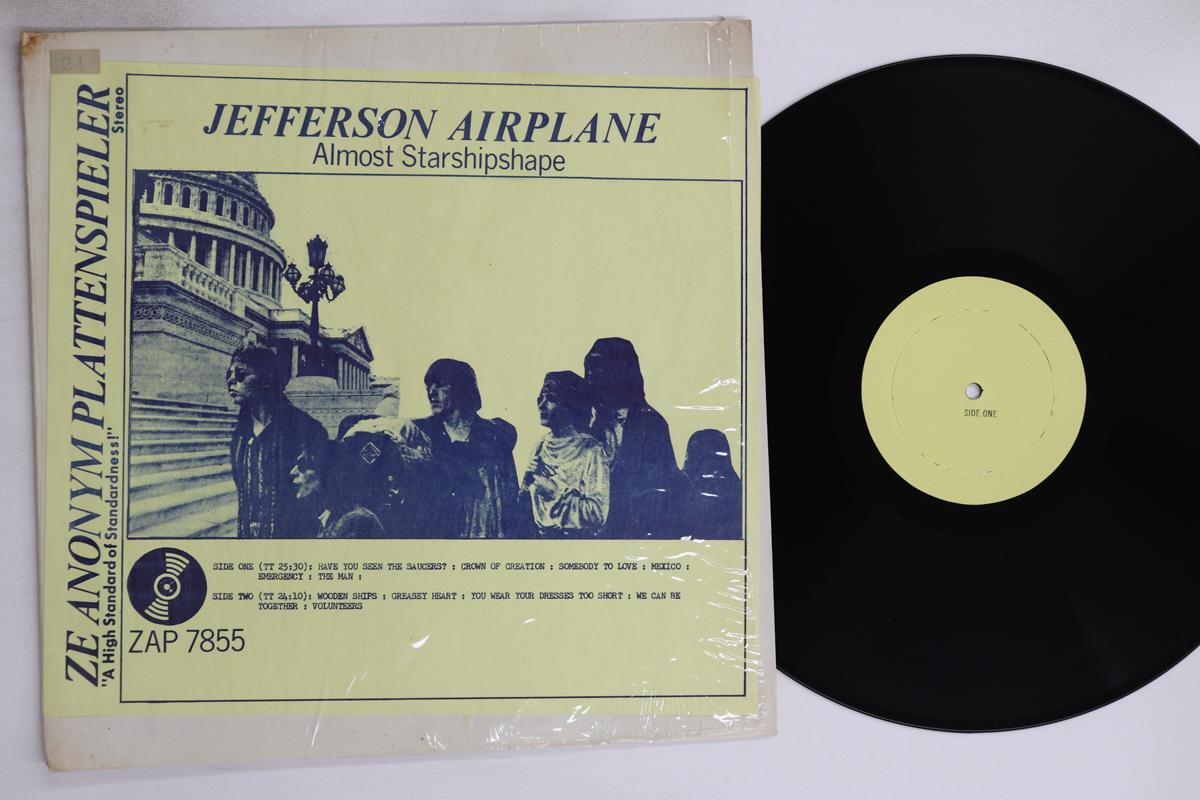 21
ZE ANONYM PLATTENSPIELER
Stereo
"A High Standard of Standardness!"
JEFFERSON AIRPLANE
Almost Starshipshape
SIDE ONE (TT 25:30): HAVE YOU SEEN THE SAUCERS? : CROWN OF CREATION : SOMEBODY TO LOVE : MEXICO :
EMERGENCY : THE MAN :
SIDE TWO (TT 24:10): WOODEN SHIPS : GREASEY HEART : YOU WEAR YOUR DRESSES TOO SHORT : WE CAN BE
TOGETHER : VOLUNTEERS
ZAP 7855
SIDE ONE